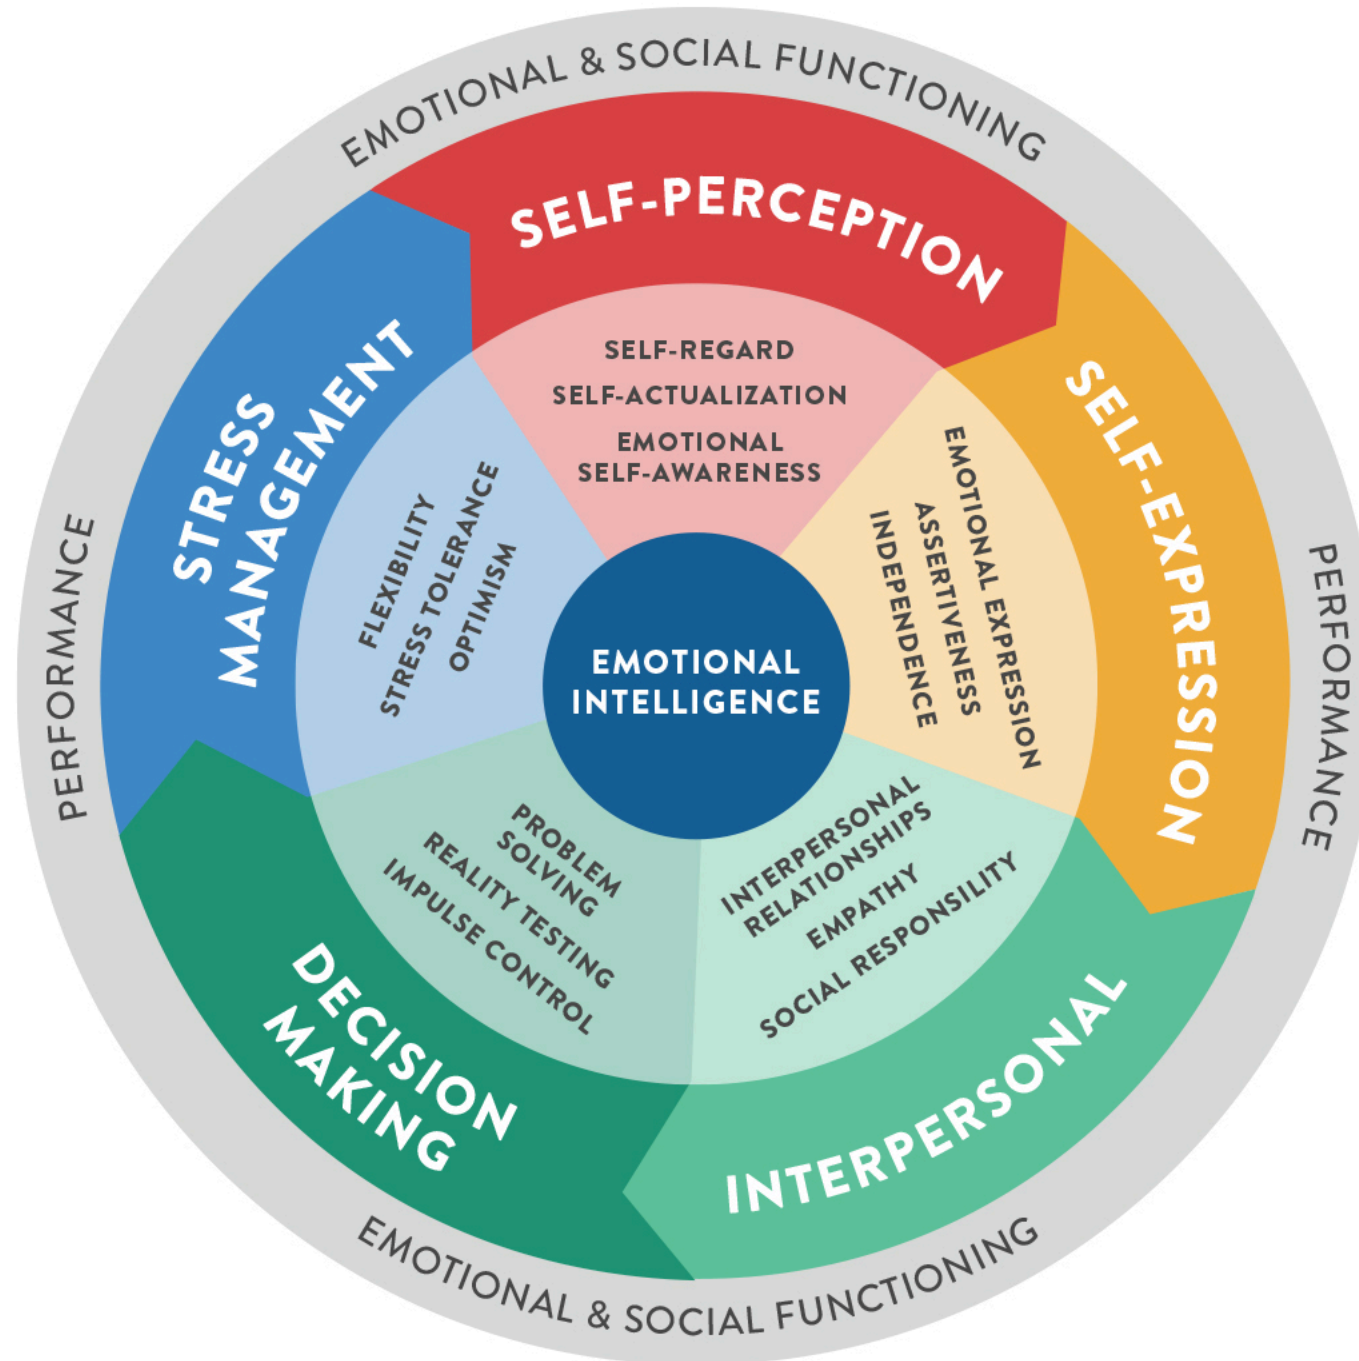 EMOTIONAL & SOCIAL FUNCTIONING
SELF-PERCEPTION
SELF-REGARD
SELF-ACTUALIZATION
EMOTIONAL
SELF-AWARENESS
SELF-EXPRESSION
EMOTIONAL EXPRESSION
ASSERTIVENESS
INDEPENDENCE
INTERPERSONAL
INTERPERSONAL
RELATIONSHIPS
EMPATHY
SOCIAL RESPONSILITY
DECISION
MAKING
PROBLEM
SOLVING
REALITY TESTING
IMPULSE CONTROL
STRESS
MANAGEMENT
FLEXIBILITY
STRESS TOLERANCE
OPTIMISM
EMOTIONAL
INTELLIGENCE
PERFORMANCE
PERFORMANCE
EMOTIONAL & SOCIAL FUNCTIONING